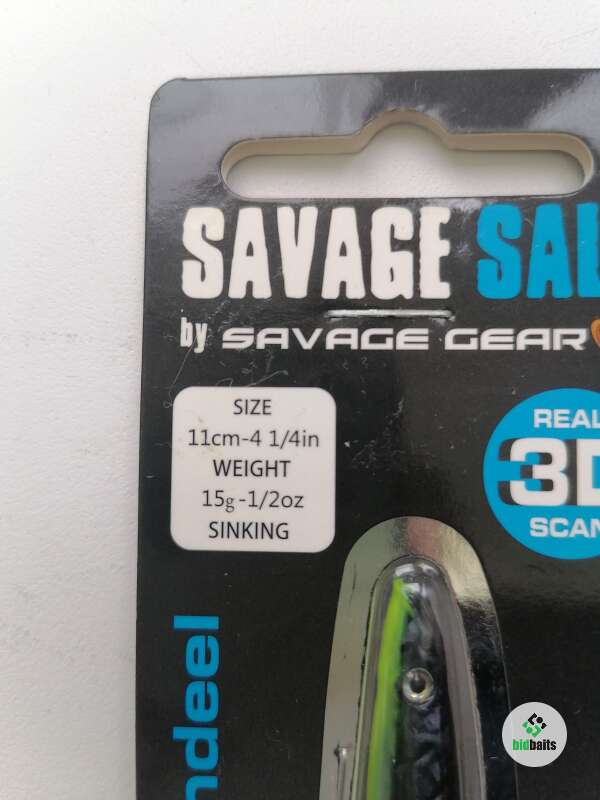 SAVAGE SAL
by SAVAGE GEAR
SIZE
11cm-4 1/4in
WEIGHT
15g-1/2oz
SINKING
REAL
3D
SCAN
ndeel
bidbaits